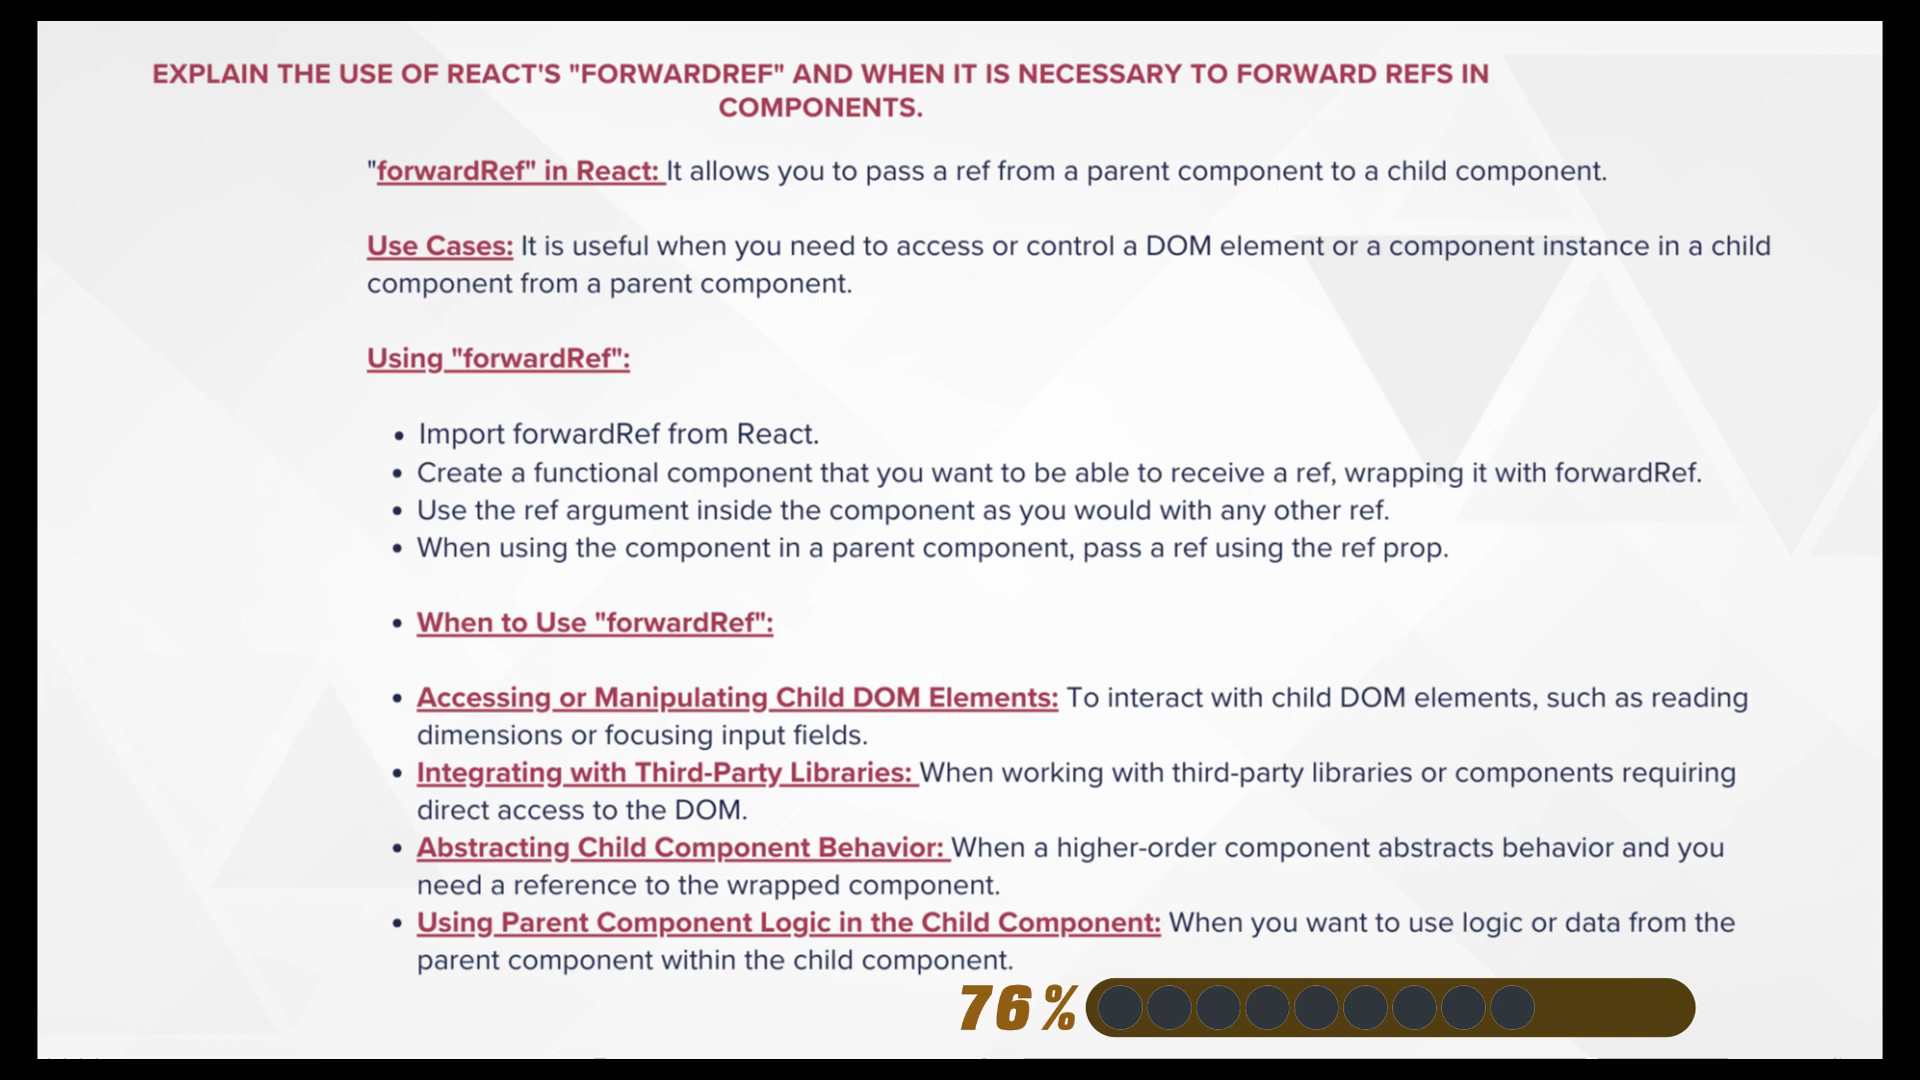 EXPLAIN THE USE OF REACT'S "FORWARDREF" AND WHEN IT IS NECESSARY TO FORWARD REFS IN
COMPONENTS.
"forwardRef" in React: It allows you to pass a ref from a parent component to a child component.
Use Cases: It is useful when you need to access or control a DOM element or a component instance in a child
component from a parent component.
Using "forwardRef":
• Import forwardRef from React.
• Create a functional component that you want to be able to receive a ref, wrapping it with forwardRef.
• Use the ref argument inside the component as you would with any other ref.
• When using the component in a parent component, pass a ref using the ref prop.
• When to Use "forwardRef":
• Accessing or Manipulating Child DOM Elements: To interact with child DOM elements, such as reading
dimensions or focusing input fields.
• Integrating with Third-Party Libraries: When working with third-party libraries or components requiring
direct access to the DOM.
• Abstracting Child Component Behavior: When a higher-order component abstracts behavior and you
need a reference to the wrapped component.
• Using Parent Component Logic in the Child Component: When you want to use logic or data from the
parent component within the child component.
76%